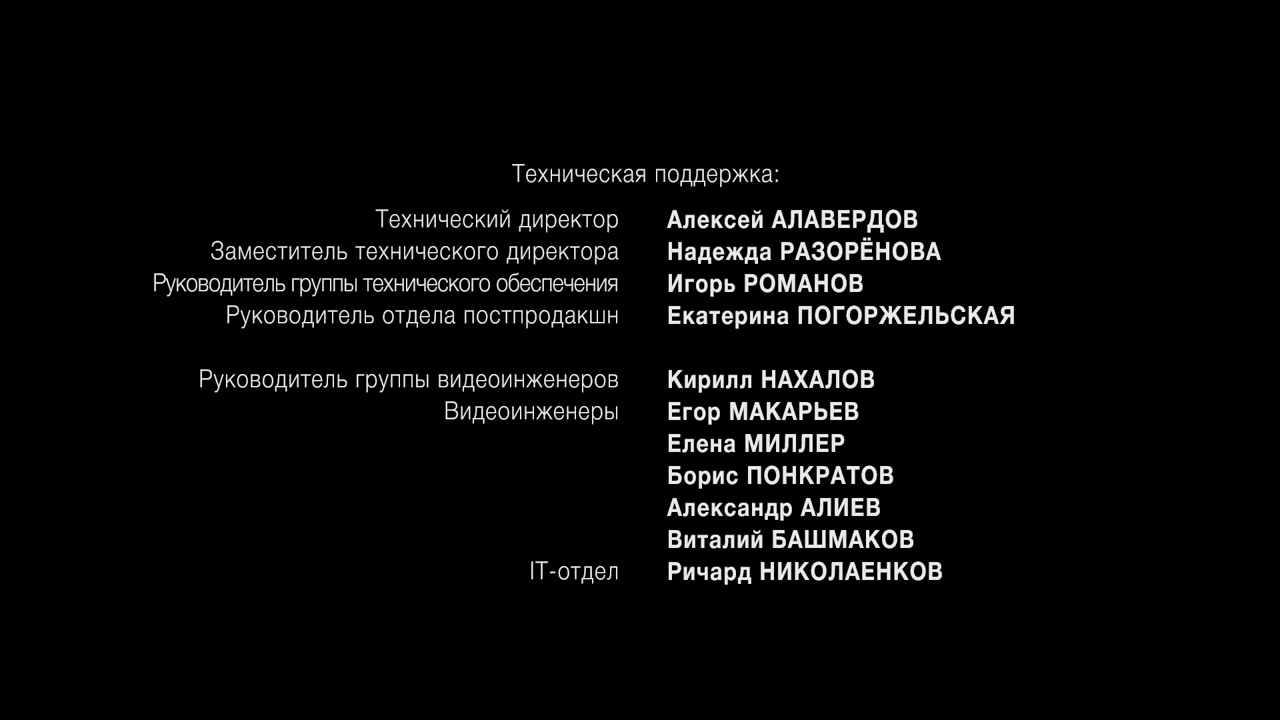 Техническая поддержка:
Технический директор Алексей АЛАВЕРДОВ
Заместитель технического директора Надежда РАЗОРЁНОВА
Руководитель группы технического обеспечения Игорь РОМАНОВ
Руководитель отдела постпродакшн Екатерина ПОГОРЖЕЛЬСКАЯ
Руководитель группы видеоинженеров Кирилл НАХАЛОВ
Видеоинженеры Егор МАКАРЬЕВ
Елена МИЛЛЕР
Борис ПОНКРАТОВ
Александр АЛИЕВ
Виталий БАШМАКОВ
IT-отдел Ричард НИКОЛАЕНКОВ